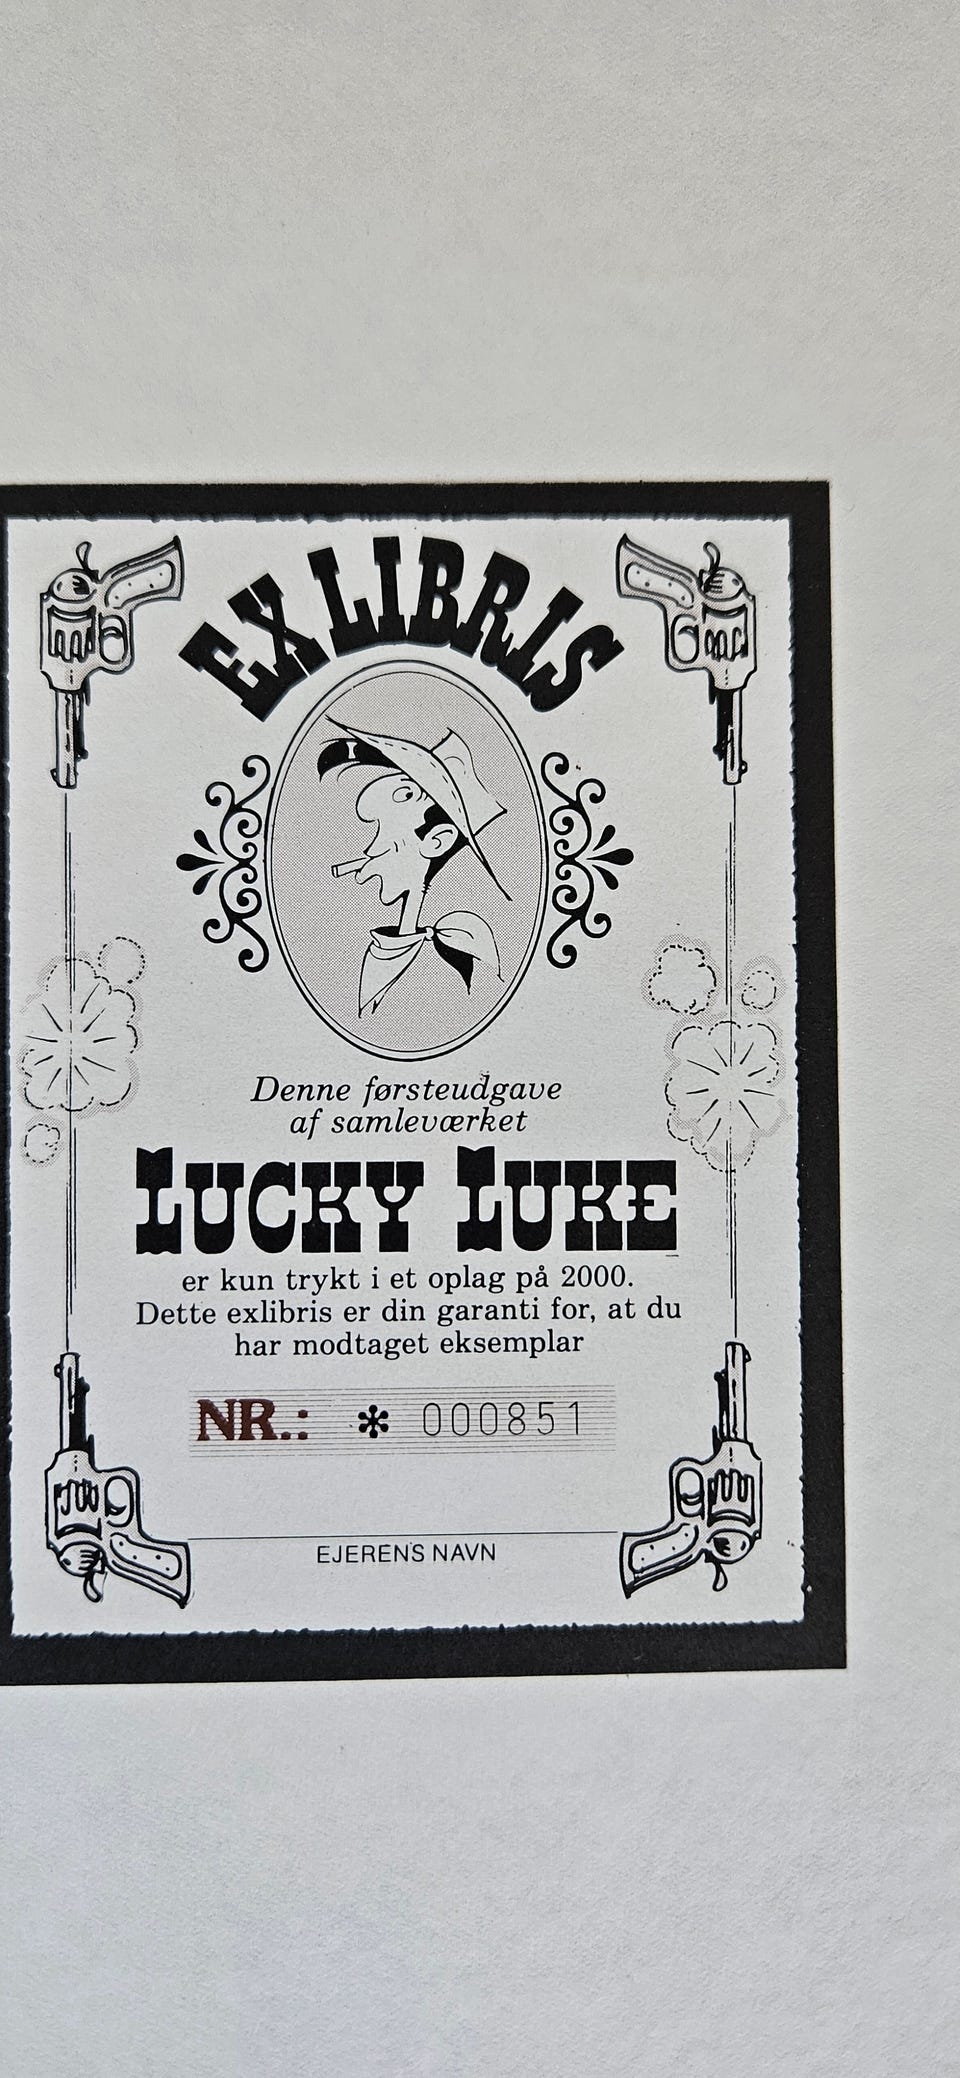 EX LIBRIS
Denne førsteudgave
af samleværket
LUCKY LUKE
er kun trykt i et oplag på 2000.
Dette exlibris er din garanti for, at du
har modtaget eksemplar
NR.: * 000851
EJERENS NAVN